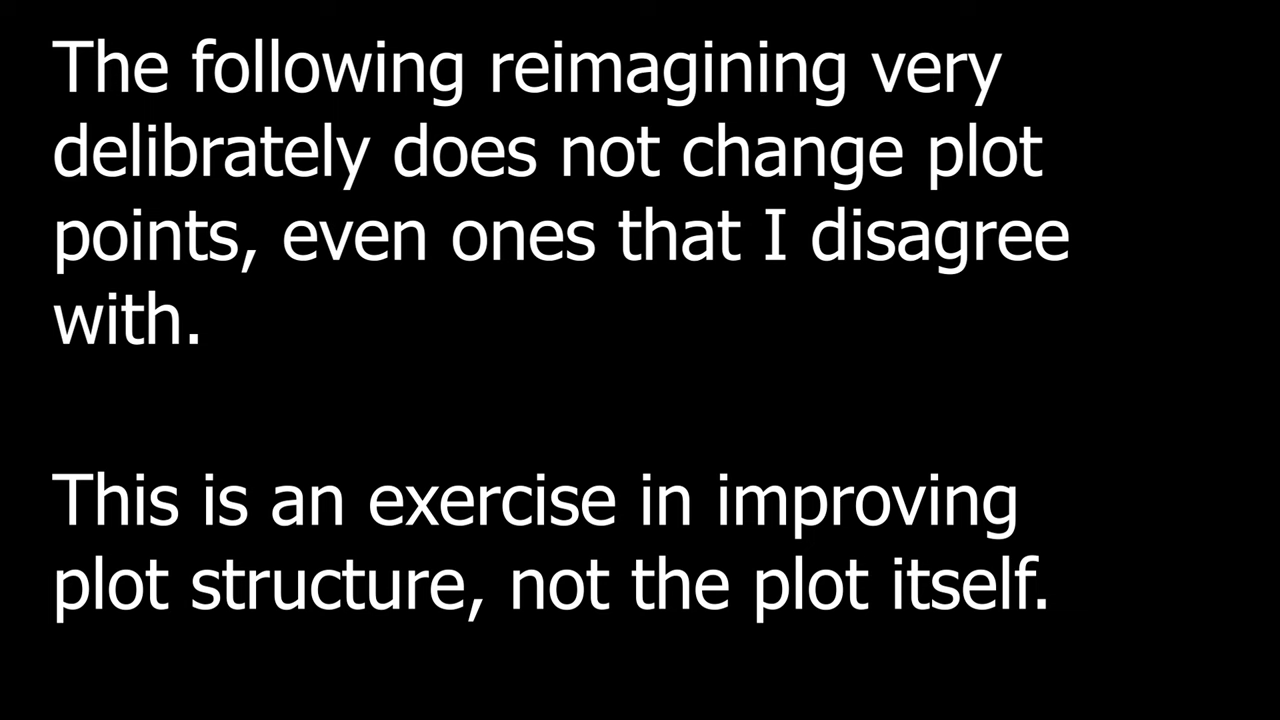 The following reimagining very
delibrately does not change plot
points, even ones that I disagree
with.
This is an exercise in improving
plot structure, not the plot itself.